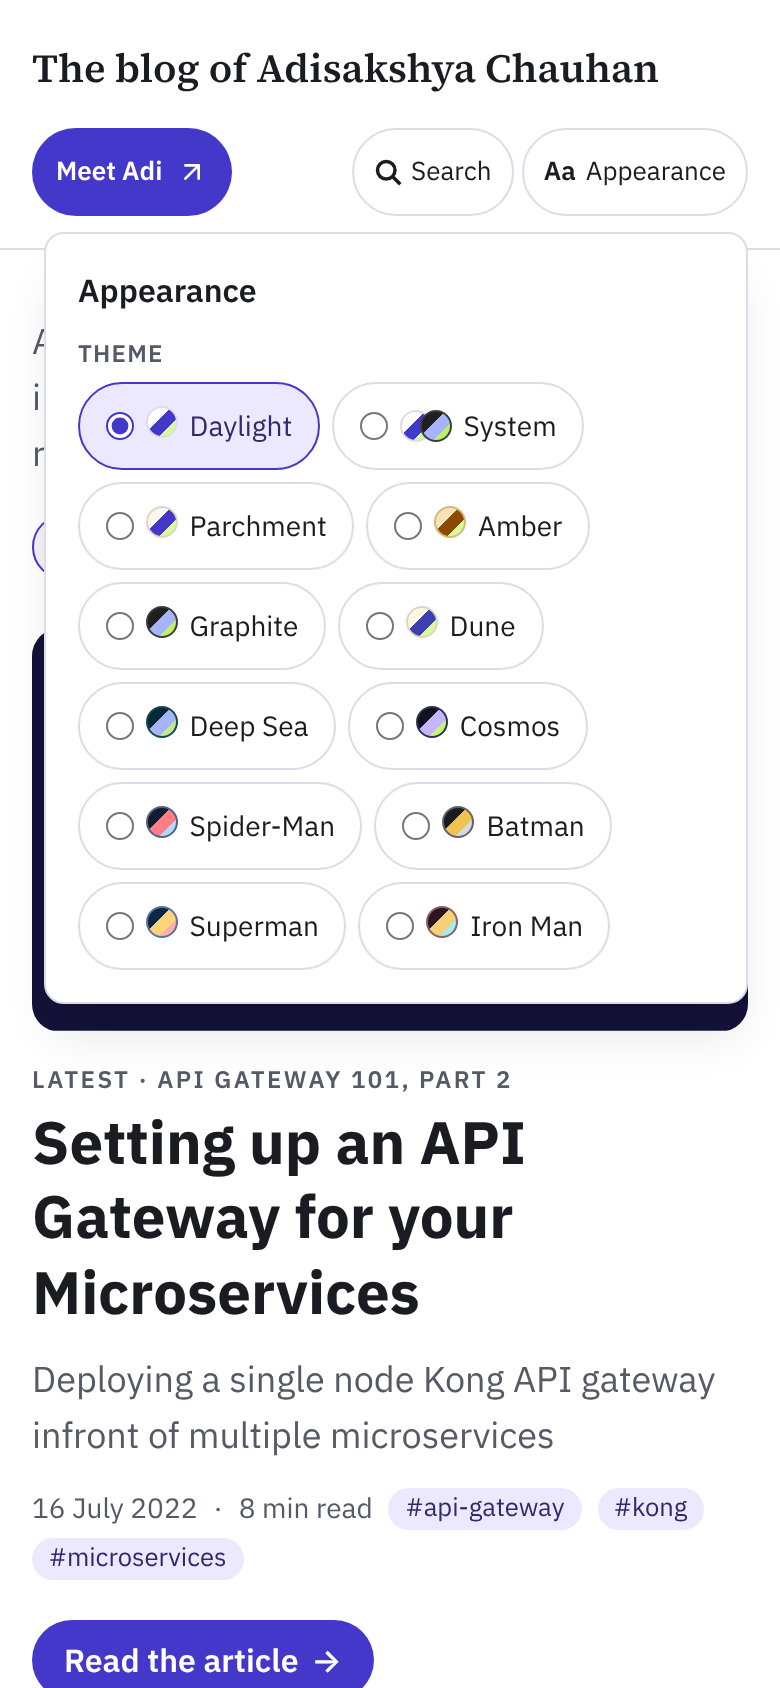 The blog of Adisakshya Chauhan
Meet Adi
Search
Aa Appearance
Appearance
THEME
Daylight
System
Parchment
Amber
Graphite
Dune
Deep Sea
Cosmos
Spider-Man
Batman
Superman
Iron Man
LATEST · API GATEWAY 101, PART 2
Setting up an API
Gateway for your
Microservices
Deploying a single node Kong API gateway
infront of multiple microservices
16 July 2022 · 8 min read #api-gateway #kong
#microservices
Read the article →